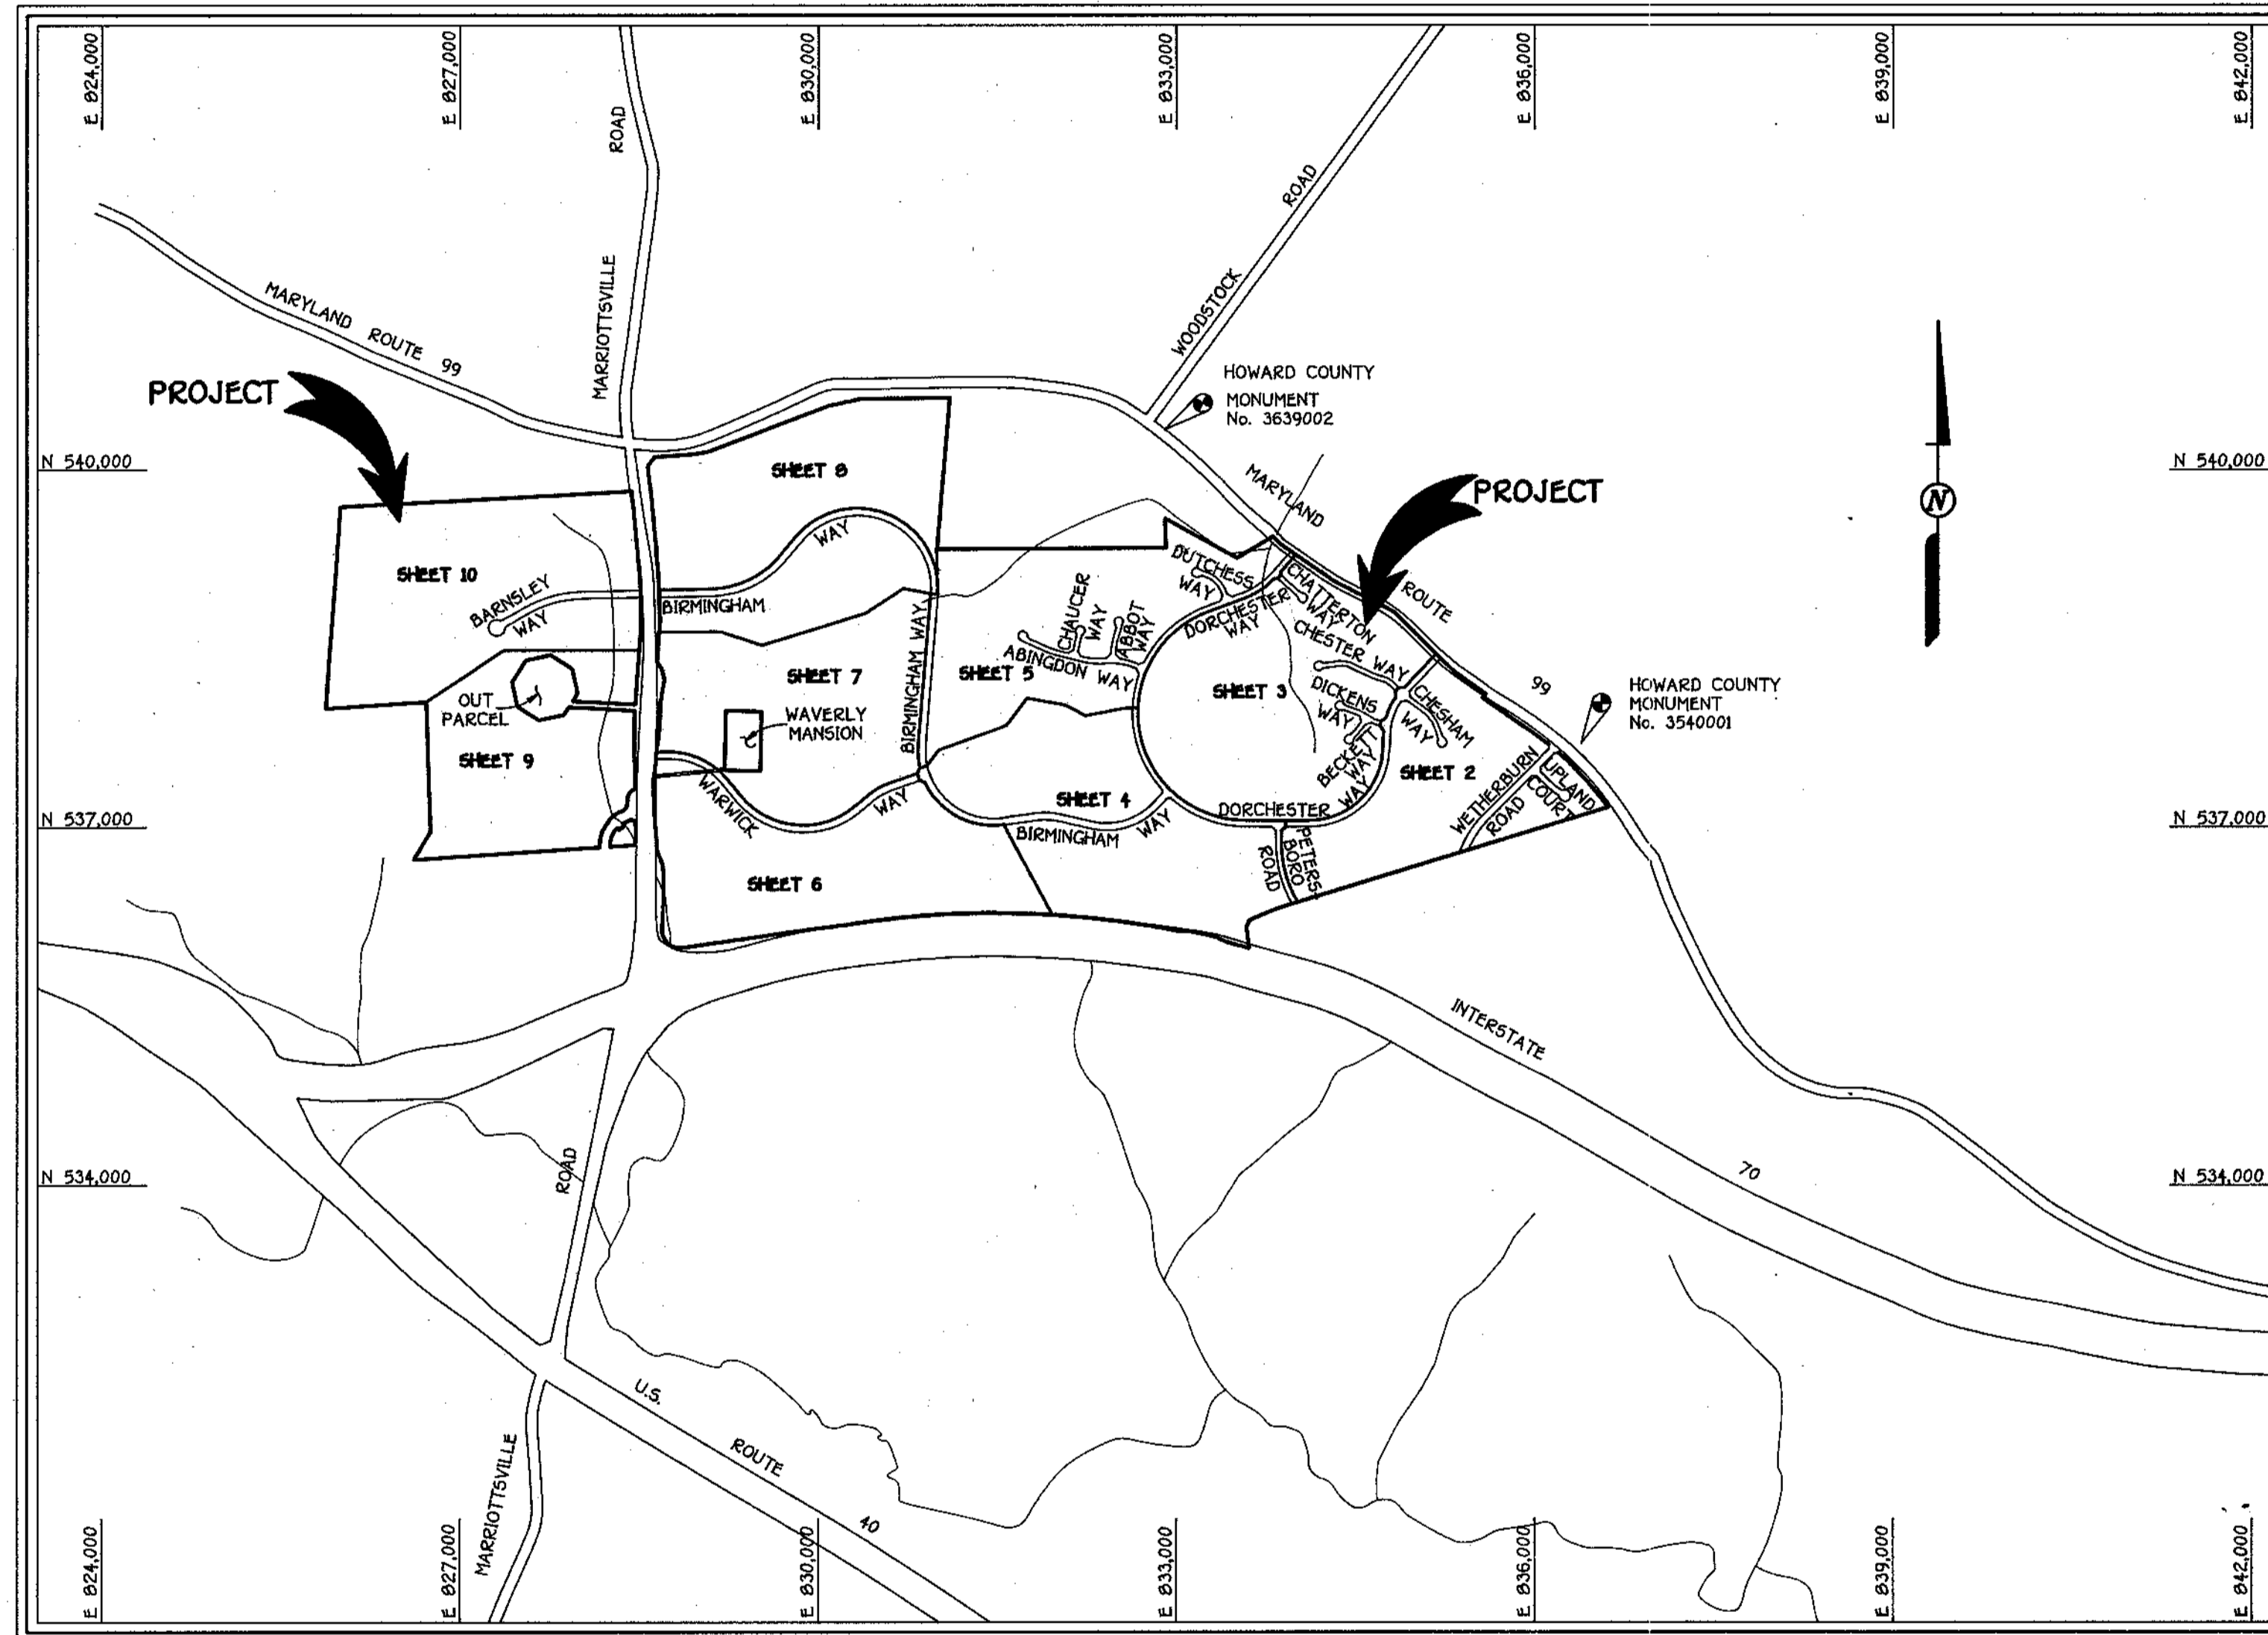 E 824,000
E 827,000
E 830,000
E 833,000
E 836,000
E 839,000
E 842,000
ROAD
MARRIOTTSVILLE
ROAD
WOODSTOCK
MARYLAND ROUTE 99
PROJECT
HOWARD COUNTY
MONUMENT
No. 3639002
N 540,000
N 540,000
SHEET 8
MARYLAND
ROUTE
99
PROJECT
N
WAY
SHEET 10
BARNSLEY
WAY
BIRMINGHAM
DUTCHESS
WAY
CHATTERTON
WAY
CHAUCER
WAY
ABBOT
WAY
DORCHESTER
WAY
CHESTER WAY
ABINGDON WAY
SHEET 5
SHEET 7
BIRMINGHAM WAY
SHEET 3
DICKENS
WAY
CHESHAM
WAY
HOWARD COUNTY
MONUMENT
No. 3540001
OUT
PARCEL
WAVERLY
MANSION
SHEET 9
BECKETT
WAY
SHEET 2
WETHERBURN
ROAD
UPLAND
COURT
WARWICK
WAY
SHEET 4
DORCHESTER
WAY
N 537,000
N 537,000
BIRMINGHAM
WAY
PETERS-
BORO
ROAD
SHEET 6
INTERSTATE
70
N 534,000
N 534,000
ROAD
U.S.
ROUTE
40
MARRIOTTSVILLE
E 824,000
E 827,000
E 830,000
E 833,000
E 836,000
E 839,000
E 842,000